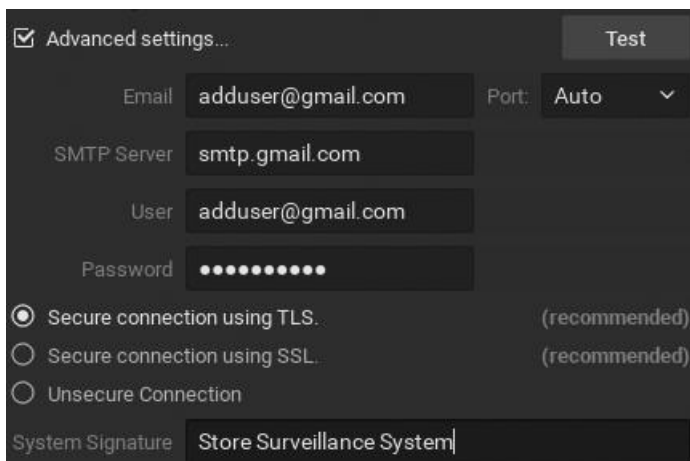 Advanced settings... Test
Email adduser@gmail.com Port: Auto
SMTP Server smtp.gmail.com
User adduser@gmail.com
Password ●●●●●●●●●●
Secure connection using TLS. (recommended)
Secure connection using SSL. (recommended)
Unsecure Connection
System Signature Store Surveillance System